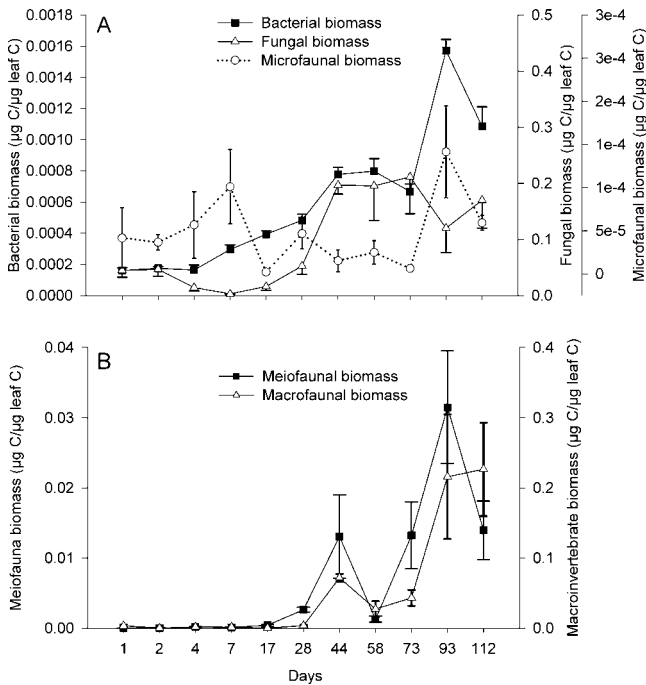 A
Bacterial biomass
Fungal biomass
Microfaunal biomass
Bacterial biomass (µg C/µg leaf C)
0.0018
0.0016
0.0014
0.0012
0.0010
0.0008
0.0006
0.0004
0.0002
0.0000
Fungal biomass (µg C/µg leaf C)
0.5
0.4
0.3
0.2
0.1
0.0
Microfaunal biomass (µg C/µg leaf C)
3e-4
3e-4
2e-4
2e-4
1e-4
1e-4
5e-5
0
B
Meiofaunal biomass
Macrofaunal biomass
Meiofauna biomass (µg C/µg leaf C)
0.04
0.03
0.02
0.01
0.00
Macroinvertebrate biomass (µg C/µg leaf C)
0.4
0.3
0.2
0.1
0.0
1 2 4 7 17 28 44 58 73 93 112
Days